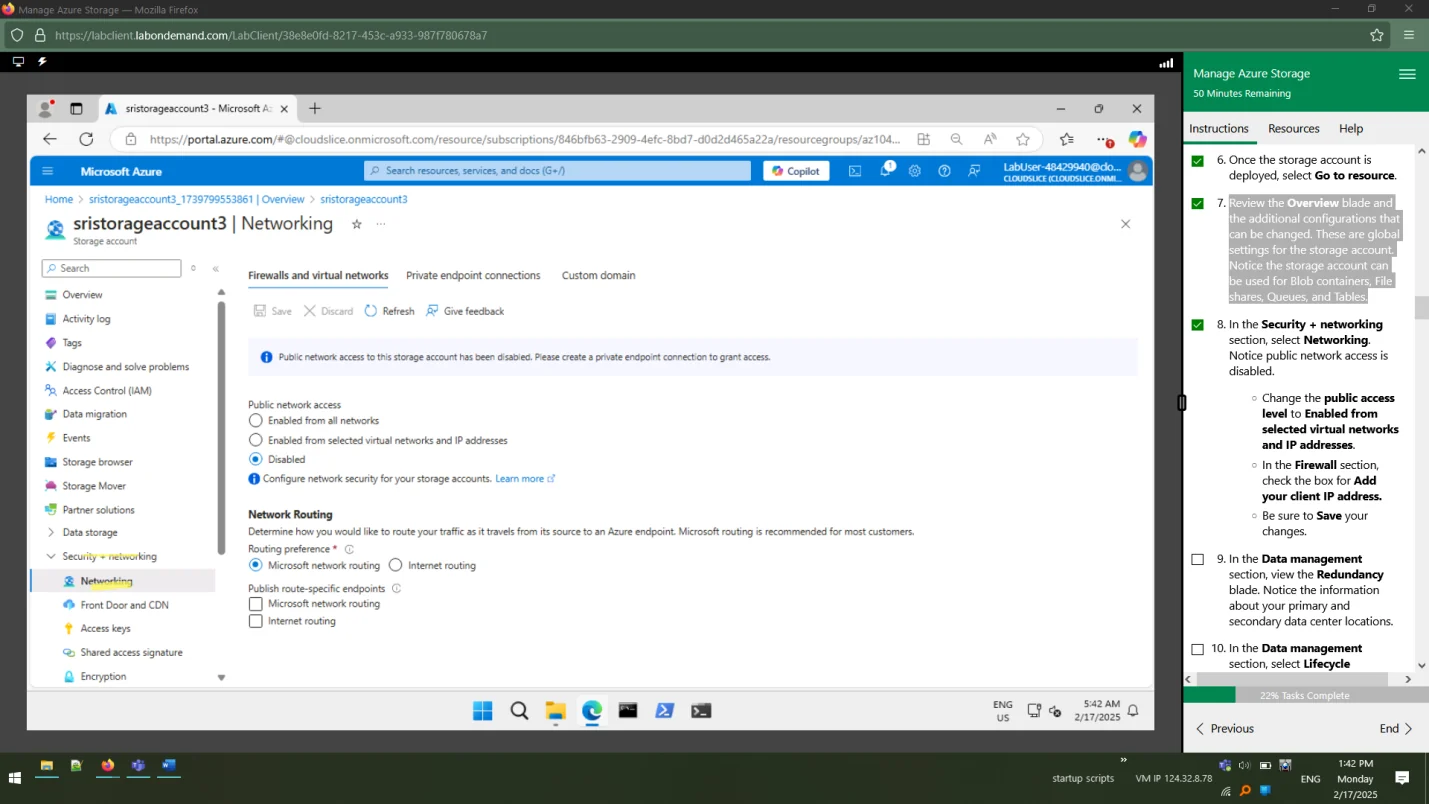 Manage Azure Storage — Mozilla Firefox
https://labclient.labondemand.com/LabClient/38e8e0fd-8217-453c-a933-987f780678a7
sristorageaccount3 - Microsoft Az
https://portal.azure.com/#@cloudslice.onmicrosoft.com/resource/subscriptions/846bfb63-2909-4efc-8bd7-d0d2d465a22a/resourcegroups/az104...
Microsoft Azure
Search resources, services, and docs (G+/)
Copilot
1
LabUser-48429940@clo...
CLOUDSLICE (CLOUDSLICE.ONMI...
Home > sristorageaccount3_1739799553861 | Overview > sristorageaccount3
sristorageaccount3 | Networking
Storage account
Search
Overview
Activity log
Tags
Diagnose and solve problems
Access Control (IAM)
Data migration
Events
Storage browser
Storage Mover
Partner solutions
Data storage
Security + networking
Networking
Front Door and CDN
Access keys
Shared access signature
Encryption
Firewalls and virtual networks
Private endpoint connections
Custom domain
Save
Discard
Refresh
Give feedback
Public network access to this storage account has been disabled. Please create a private endpoint connection to grant access.
Public network access
Enabled from all networks
Enabled from selected virtual networks and IP addresses
Disabled
Configure network security for your storage accounts. Learn more
Network Routing
Determine how you would like to route your traffic as it travels from its source to an Azure endpoint. Microsoft routing is recommended for most customers.
Routing preference *
Microsoft network routing
Internet routing
Publish route-specific endpoints
Microsoft network routing
Internet routing
ENG
US
5:42 AM
2/17/2025
Manage Azure Storage
50 Minutes Remaining
Instructions
Resources
Help
6. Once the storage account is
deployed, select Go to resource.
7. Review the Overview blade and
the additional configurations that
can be changed. These are global
settings for the storage account.
Notice the storage account can
be used for Blob containers, File
shares, Queues, and Tables.
8. In the Security + networking
section, select Networking.
Notice public network access is
disabled.
Change the public access
level to Enabled from
selected virtual networks
and IP addresses.
In the Firewall section,
check the box for Add
your client IP address.
Be sure to Save your
changes.
9. In the Data management
section, view the Redundancy
blade. Notice the information
about your primary and
secondary data center locations.
10. In the Data management
section, select Lifecycle
22% Tasks Complete
Previous
End
startup scripts
VM IP 124.32.8.78
ENG
1:42 PM
Monday
2/17/2025